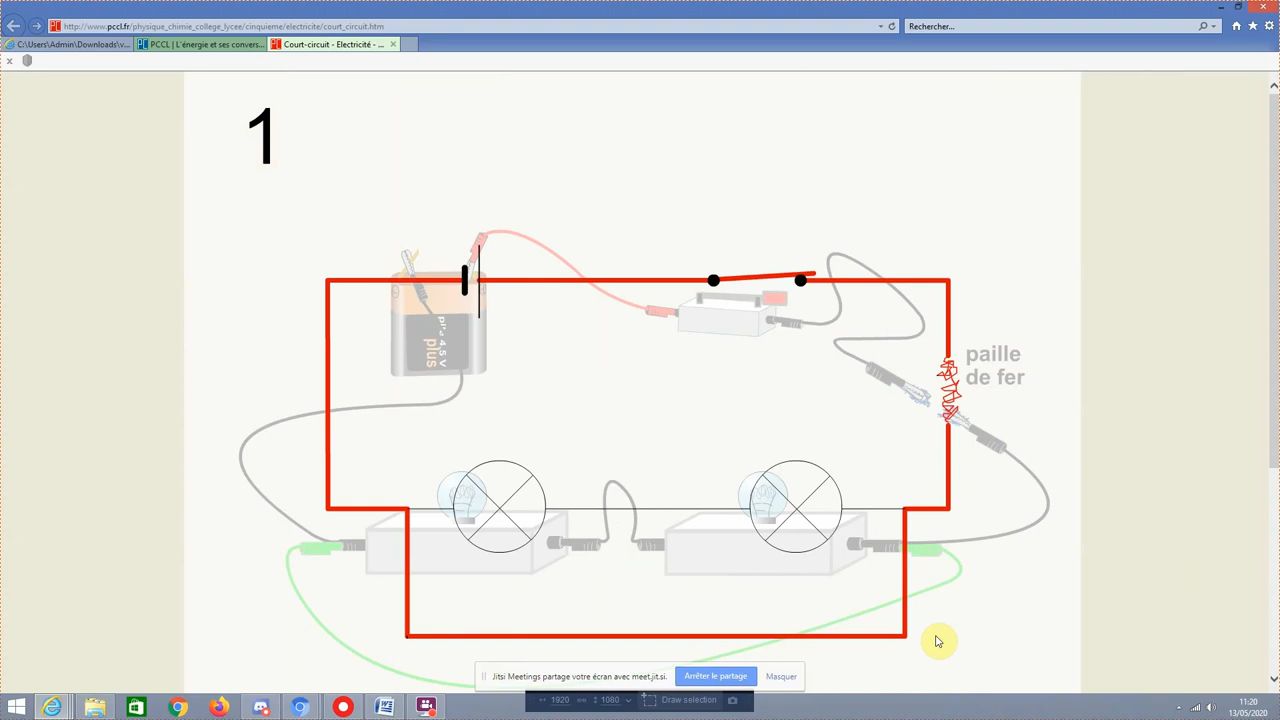 http://www.pccl.fr/physique_chimie_college_lycee/cinquieme/electricite/court_circuit.htm
Rechercher...
C:\Users\Admin\Downloads\v...
PCCL | L'énergie et ses convers...
Court-circuit - Electricité - ...
1
pl's 4,5 V
plus
paille
de fer
Jitsi Meetings partage votre écran avec meet.jit.si.
Arrêter le partage
Masquer
1920
1080
Draw selection
11:20
13/05/2020